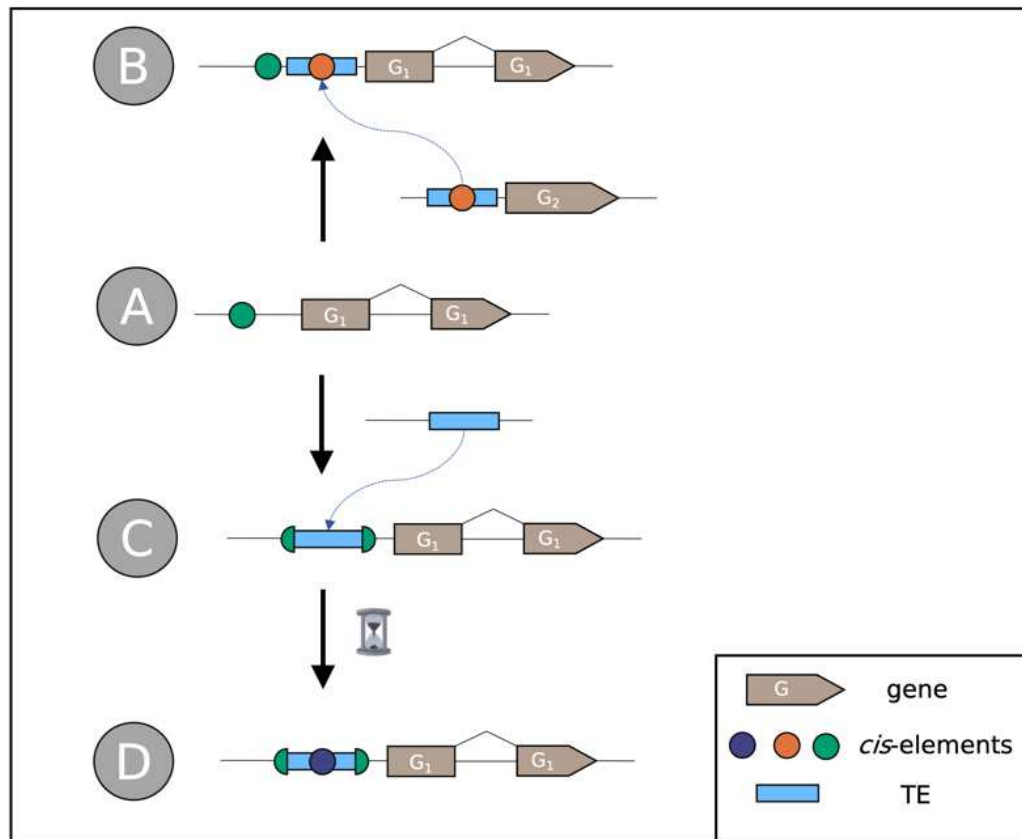 B
G₁ G₁
G₂
A
G₁ G₁
C
G₁ G₁
D
G₁ G₁
G gene
cis-elements
TE